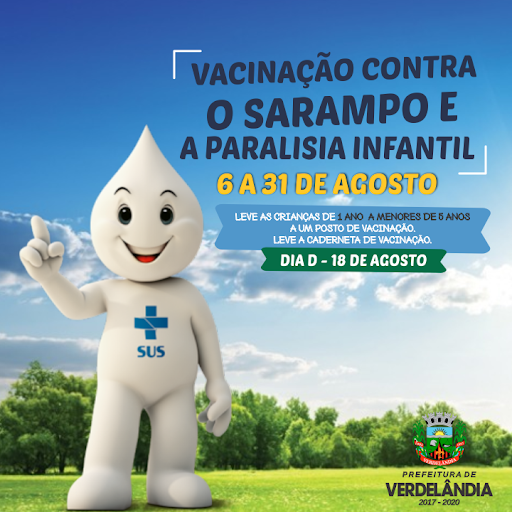 VACINAÇÃO CONTRA
O SARAMPO E
A PARALISIA INFANTIL
6 A 31 DE AGOSTO
LEVE AS CRIANÇAS DE 1 ANO A MENORES DE 5 ANOS
A UM POSTO DE VACINAÇÃO.
LEVE A CADERNETA DE VACINAÇÃO.
DIA D - 18 DE AGOSTO
SUS
VERDELÂNDIA
PREFEITURA DE
VERDELÂNDIA
2017 - 2020